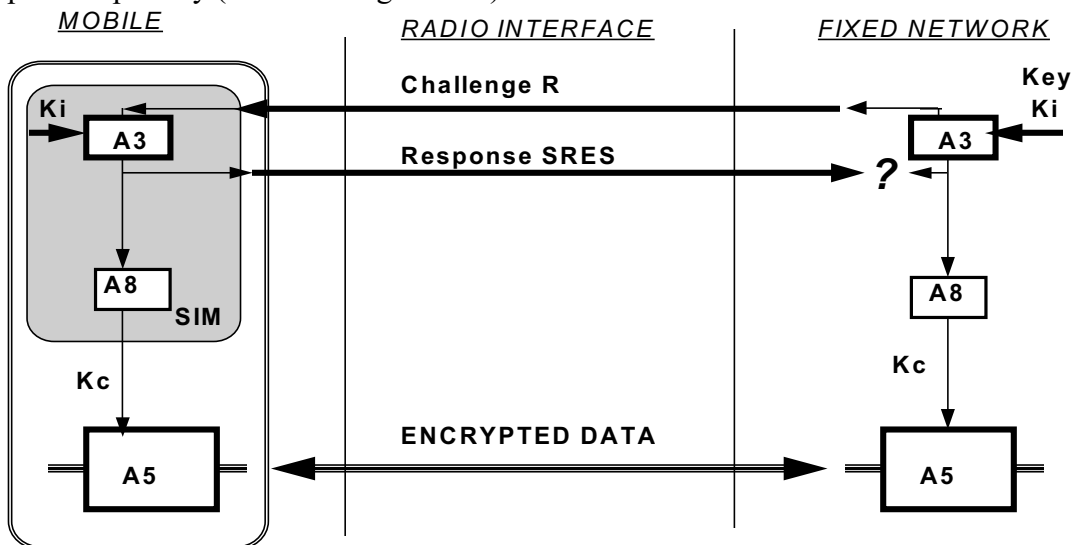 MOBILE
RADIO INTERFACE
FIXED NETWORK
Challenge R
Key
Ki
Ki
A3
A3
Response SRES
?
A8
A8
SIM
Kc
Kc
ENCRYPTED DATA
A5
A5